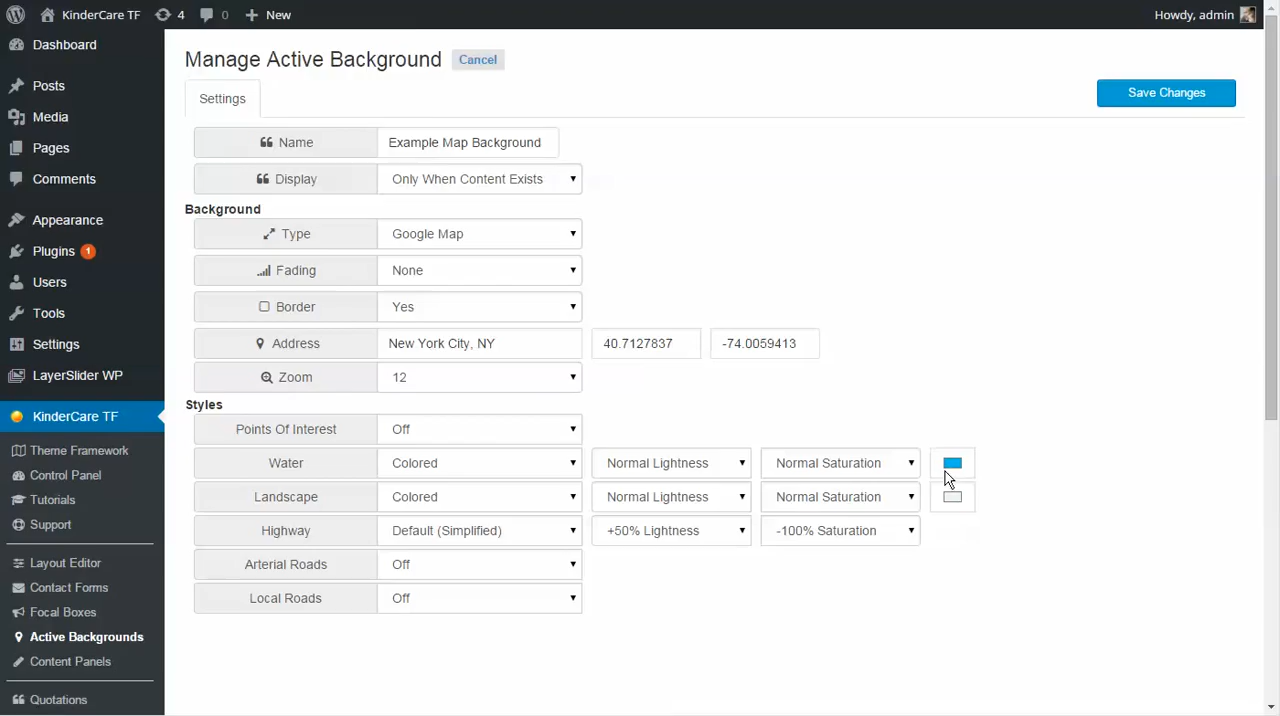 KinderCare TF 4 0 New Howdy, admin
Dashboard
Posts
Media
Pages
Comments
Appearance
Plugins 1
Users
Tools
Settings
LayerSlider WP
KinderCare TF
Theme Framework
Control Panel
Tutorials
Support
Layout Editor
Contact Forms
Focal Boxes
Active Backgrounds
Content Panels
Quotations
Manage Active Background Cancel
Settings Save Changes
Name Example Map Background
Display Only When Content Exists
Background
Type Google Map
Fading None
Border Yes
Address New York City, NY 40.7127837 -74.0059413
Zoom 12
Styles
Points Of Interest Off
Water Colored Normal Lightness Normal Saturation
Landscape Colored Normal Lightness Normal Saturation
Highway Default (Simplified) +50% Lightness -100% Saturation
Arterial Roads Off
Local Roads Off